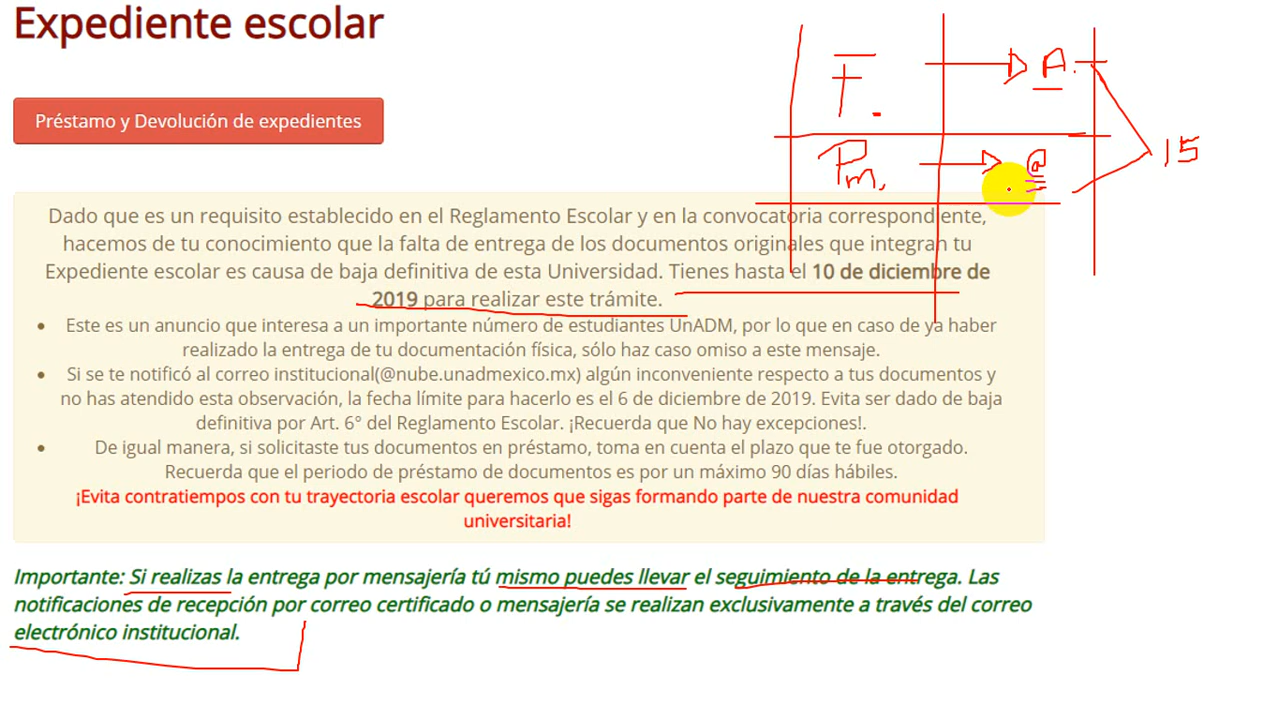 Expediente escolar
Préstamo y Devolución de expedientes
F. A.
Pm, @
15
Dado que es un requisito establecido en el Reglamento Escolar y en la convocatoria correspondiente,
hacemos de tu conocimiento que la falta de entrega de los documentos originales que integran tu
Expediente escolar es causa de baja definitiva de esta Universidad. Tienes hasta el 10 de diciembre de
2019 para realizar este trámite.
• Este es un anuncio que interesa a un importante número de estudiantes UnADM, por lo que en caso de ya haber
realizado la entrega de tu documentación física, sólo haz caso omiso a este mensaje.
• Si se te notificó al correo institucional(@nube.unadmexico.mx) algún inconveniente respecto a tus documentos y
no has atendido esta observación, la fecha límite para hacerlo es el 6 de diciembre de 2019. Evita ser dado de baja
definitiva por Art. 6° del Reglamento Escolar. ¡Recuerda que No hay excepciones!.
• De igual manera, si solicitaste tus documentos en préstamo, toma en cuenta el plazo que te fue otorgado.
Recuerda que el periodo de préstamo de documentos es por un máximo 90 días hábiles.
¡Evita contratiempos con tu trayectoria escolar queremos que sigas formando parte de nuestra comunidad
universitaria!
Importante: Si realizas la entrega por mensajería tú mismo puedes llevar el seguimiento de la entrega. Las
notificaciones de recepción por correo certificado o mensajería se realizan exclusivamente a través del correo
electrónico institucional.